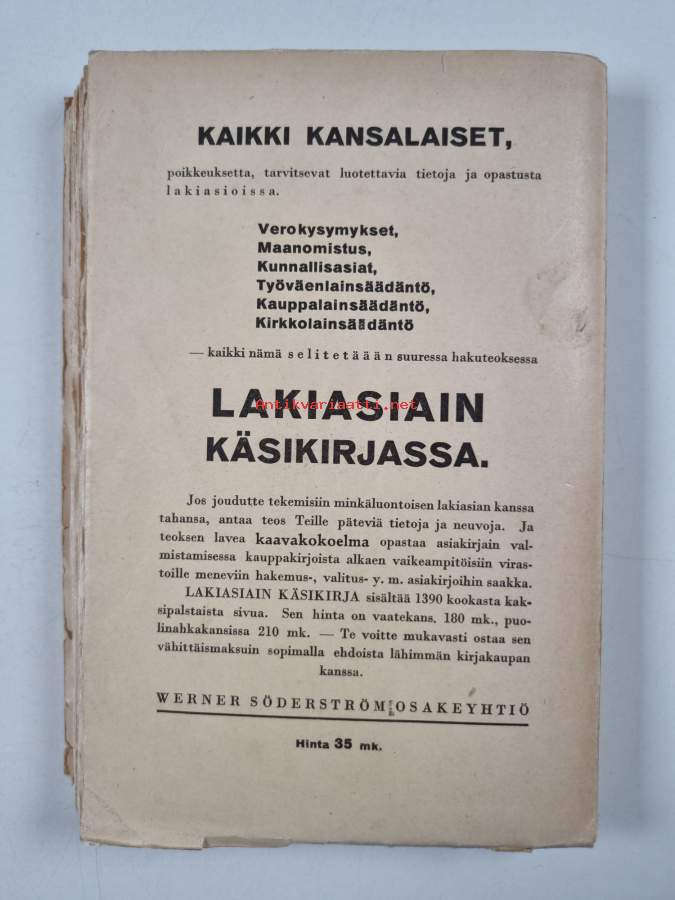 KAIKKI KANSALAISET,
poikkeuksetta, tarvitsevat luotettavia tietoja ja opastusta
lakiasioissa.
Verokysymykset,
Maanomistus,
Kunnallisasiat,
Työväenlainsäädäntö,
Kauppalainsäädäntö,
Kirkkolainsäädäntö
— kaikki nämä selitetäään suuressa hakuteoksessa
LAKIASIAIN
Antikvariaatti.net
KÄSIKIRJASSA.
Jos joudutte tekemisiin minkäluontoisen lakiasian kanssa
tahansa, antaa teos Teille päteviä tietoja ja neuvoja. Ja
teoksen lavea kaavakokoelma opastaa asiakirjain val-
mistamisessa kauppakirjoista alkaen vaikeampitöisiin viras-
toille meneviin hakemus-, valitus- y. m. asiakirjoihin saakka.
LAKIASIAIN KÄSIKIRJA sisältää 1390 kookasta kak-
sipalstaista sivua. Sen hinta on vaatekans. 180 mk., puo-
linahkakansissa 210 mk. — Te voitte mukavasti ostaa sen
vähittäismaksuin sopimalla ehdoista lähimmän kirjakaupan
kanssa.
WERNER SÖDERSTRÖM OSAKEYHTIÖ
Hinta 35 mk.